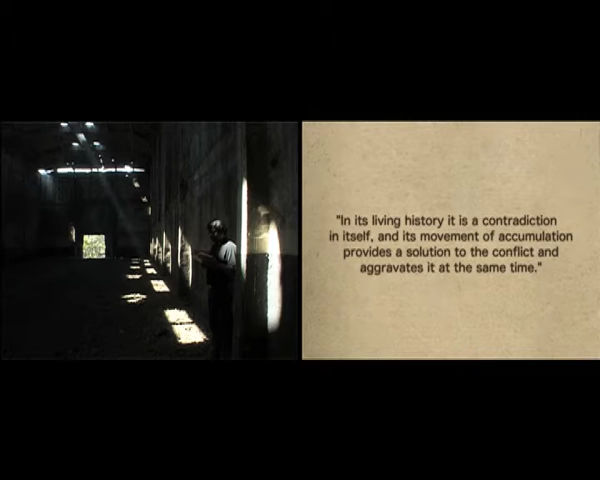 "In its living history it is a contradiction
in itself, and its movement of accumulation
provides a solution to the conflict and
aggravates it at the same time."